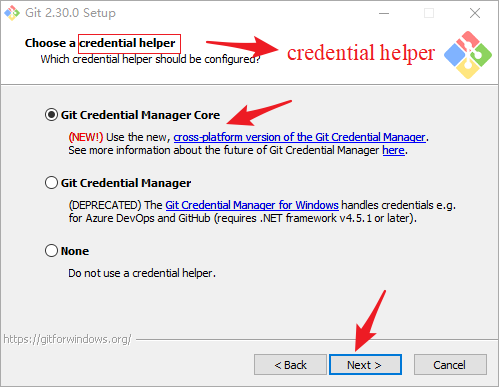 Git 2.30.0 Setup
Choose a credential helper
Which credential helper should be configured?
credential helper
Git Credential Manager Core
(NEW!) Use the new, cross-platform version of the Git Credential Manager.
See more information about the future of Git Credential Manager here.
Git Credential Manager
(DEPRECATED) The Git Credential Manager for Windows handles credentials e.g.
for Azure DevOps and GitHub (requires .NET framework v4.5.1 or later).
None
Do not use a credential helper.
https://gitforwindows.org/
< Back
Next >
Cancel